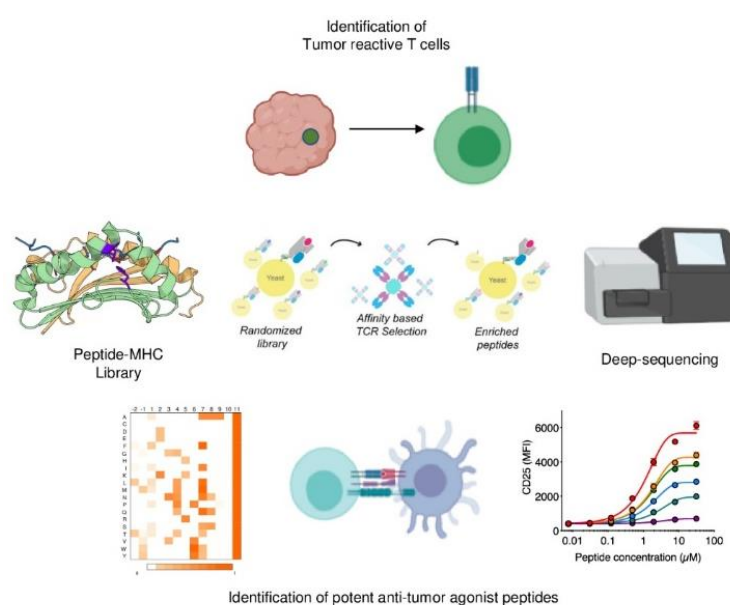 Identification of
Tumor reactive T cells
Yeast
Yeast
Randomized
library
Affinity based
TCR Selection
Enriched
peptides
Peptide-MHC
Library
Deep-sequencing
-2 -1 1 2 3 4 5 6 7 8 9 10 11
A
C
D
E
F
G
H
I
K
L
M
N
P
Q
R
S
T
V
W
Y
0 1
CD25 (MFI)
6000
4000
2000
0
0.01 0.1 1 10 100
Peptide concentration (µM)
Identification of potent anti-tumor agonist peptides